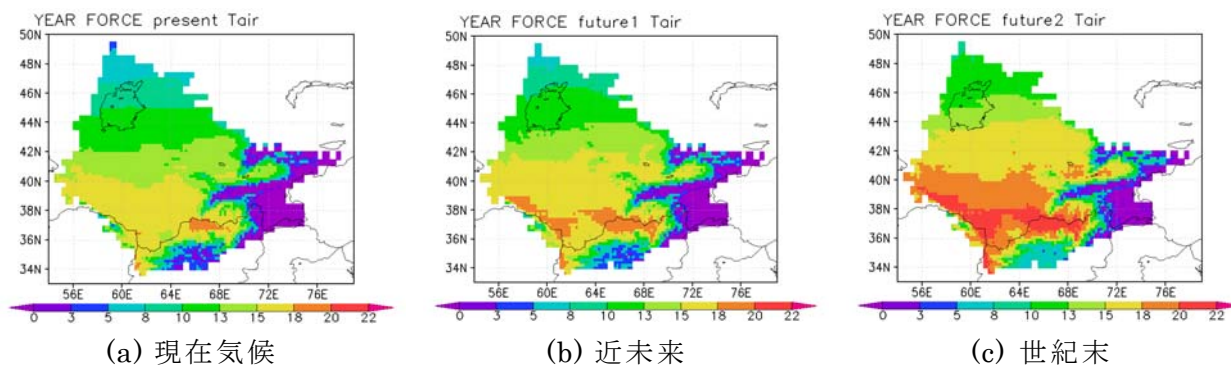 YEAR FORCE present Tair
50N
48N
46N
44N
42N
40N
38N
36N
34N
56E 60E 64E 68E 72E 76E
0 3 5 8 10 13 15 18 20 22
(a) 現在気候
YEAR FORCE future1 Tair
50N
48N
46N
44N
42N
40N
38N
36N
34N
56E 60E 64E 68E 72E 76E
0 3 5 8 10 13 15 18 20 22
(b) 近未来
YEAR FORCE future2 Tair
50N
48N
46N
44N
42N
40N
38N
36N
34N
56E 60E 64E 68E 72E 76E
0 3 5 8 10 13 15 18 20 22
(c) 世紀末